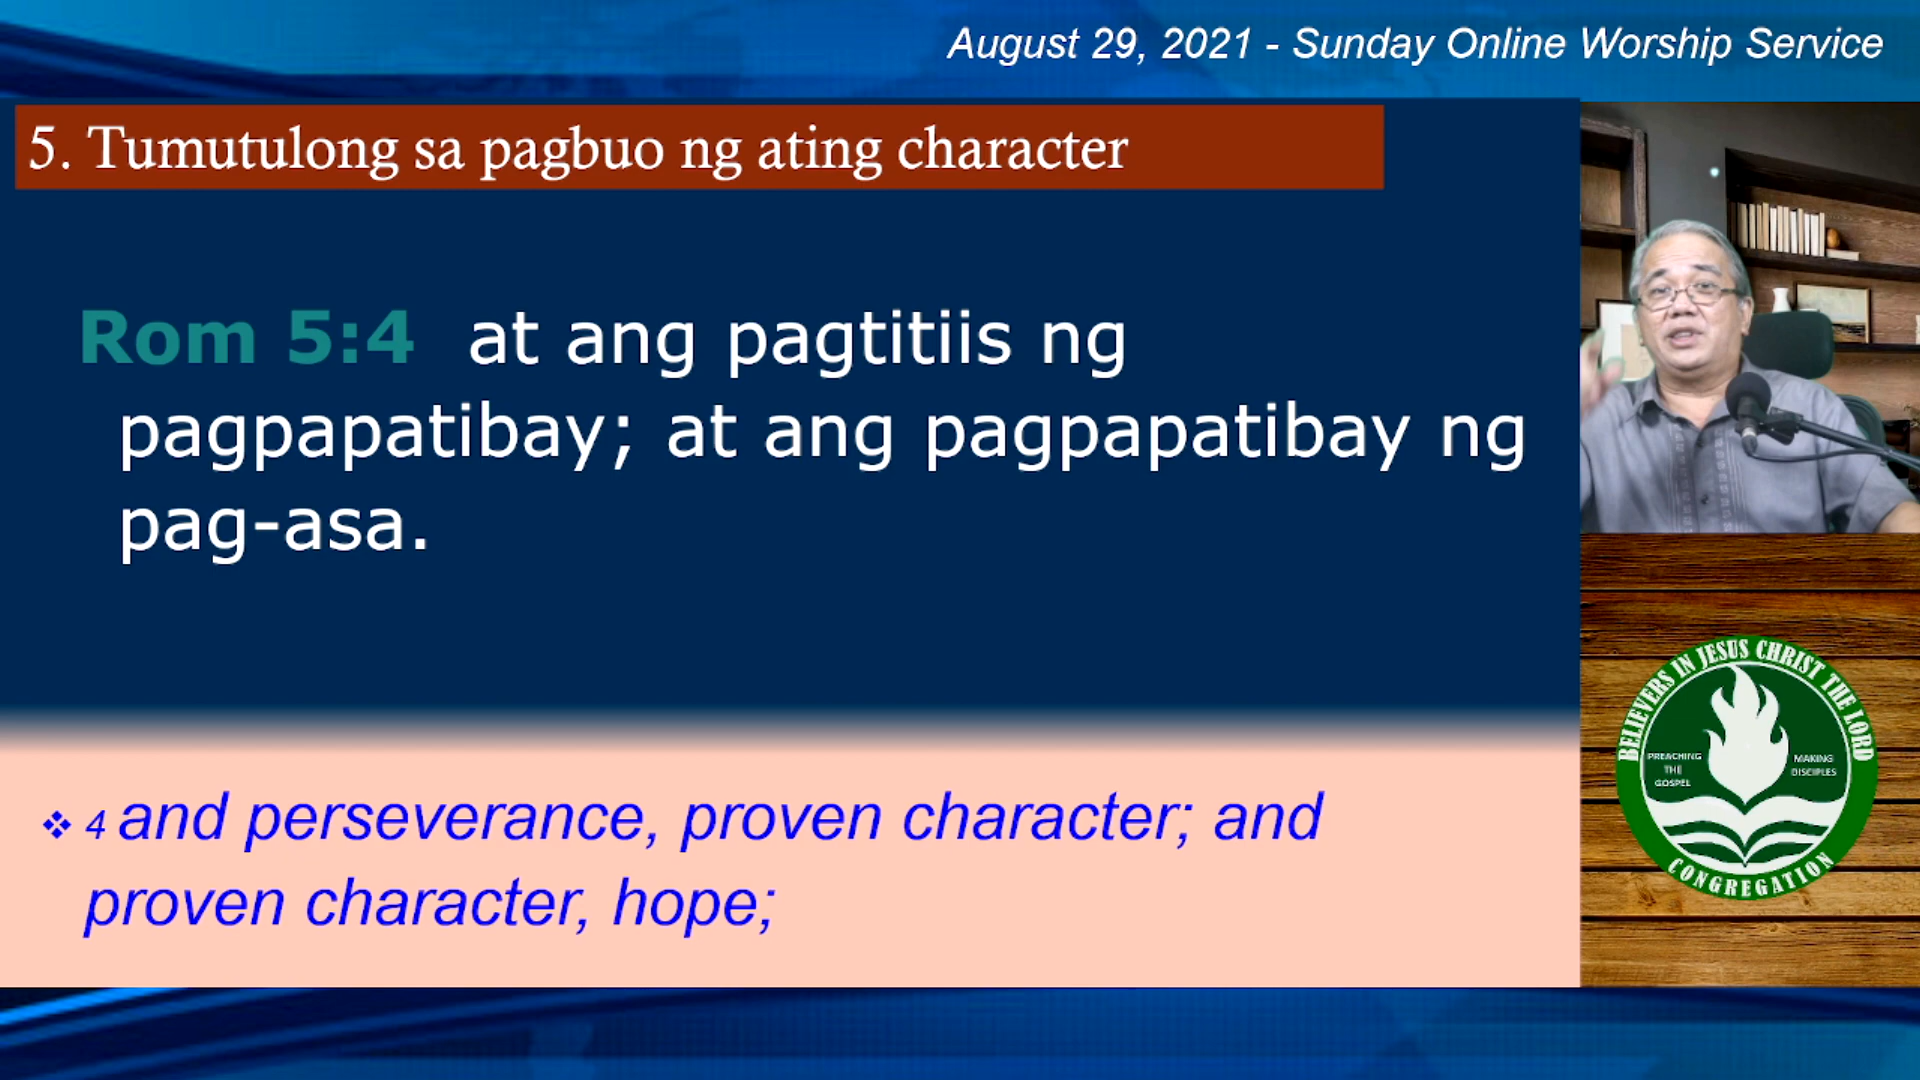 August 29, 2021 - Sunday Online Worship Service
5. Tumutulong sa pagbuo ng ating character
Rom 5:4 at ang pagtitiis ng
pagpapatibay; at ang pagpapatibay ng
pag-asa.
❖ 4 and perseverance, proven character; and
proven character, hope;
BELIEVERS IN JESUS CHRIST THE LORD
PREACHING
THE
GOSPEL
MAKING
DISCIPLES
CONGREGATION